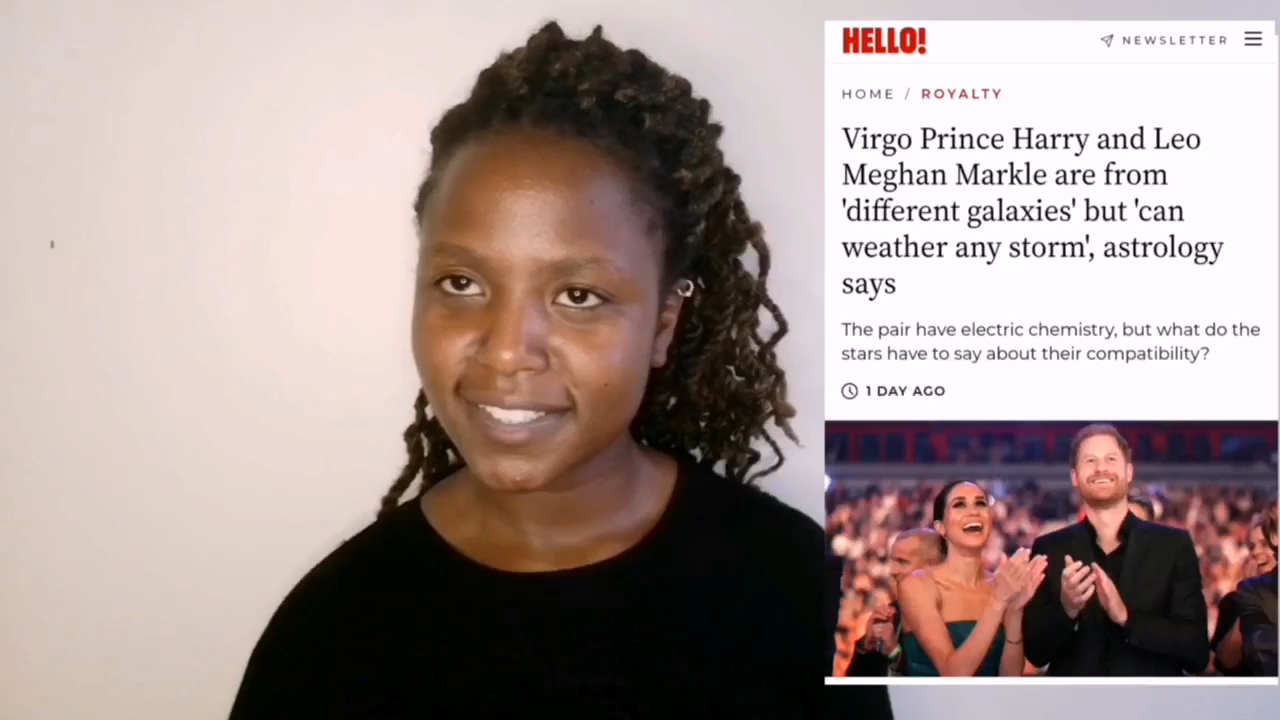 HELLO!
NEWSLETTER
HOME / ROYALTY
Virgo Prince Harry and Leo
Meghan Markle are from
'different galaxies' but 'can
weather any storm', astrology
says
The pair have electric chemistry, but what do the
stars have to say about their compatibility?
1 DAY AGO